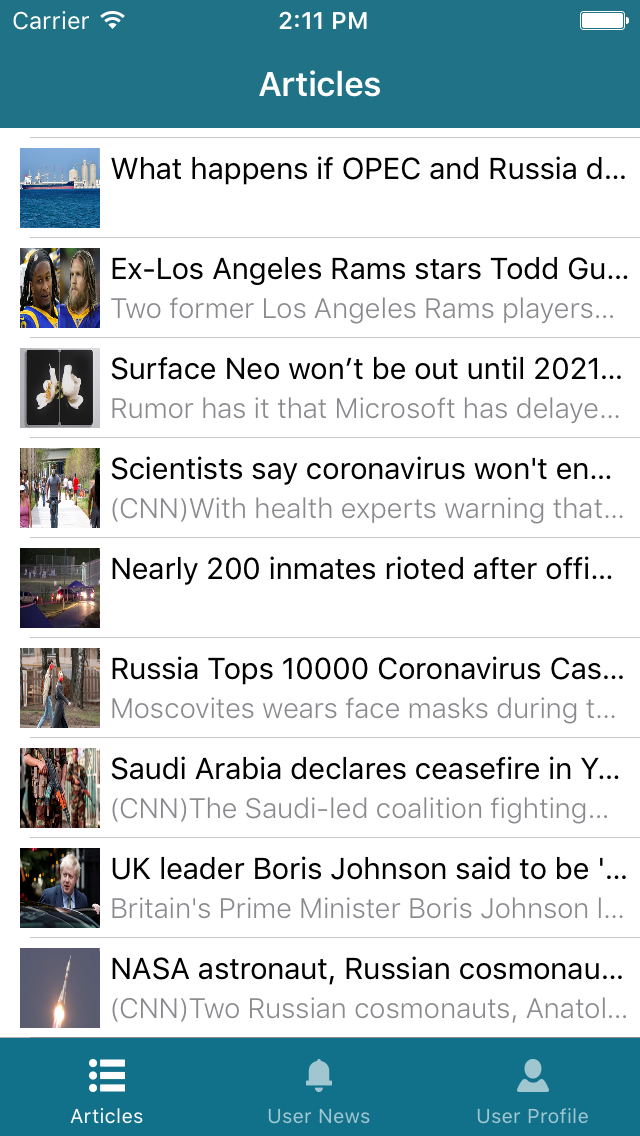 Carrier 2:11 PM
Articles
What happens if OPEC and Russia d...
Ex-Los Angeles Rams stars Todd Gu...
Two former Los Angeles Rams players...
Surface Neo won’t be out until 2021...
Rumor has it that Microsoft has delaye...
Scientists say coronavirus won't en...
(CNN)With health experts warning that...
Nearly 200 inmates rioted after offi...
Russia Tops 10000 Coronavirus Cas...
Moscovites wears face masks during t...
Saudi Arabia declares ceasefire in Y...
(CNN)The Saudi-led coalition fighting...
UK leader Boris Johnson said to be '...
Britain's Prime Minister Boris Johnson l...
NASA astronaut, Russian cosmonau...
(CNN)Two Russian cosmonauts, Anatol...
Articles User News User Profile